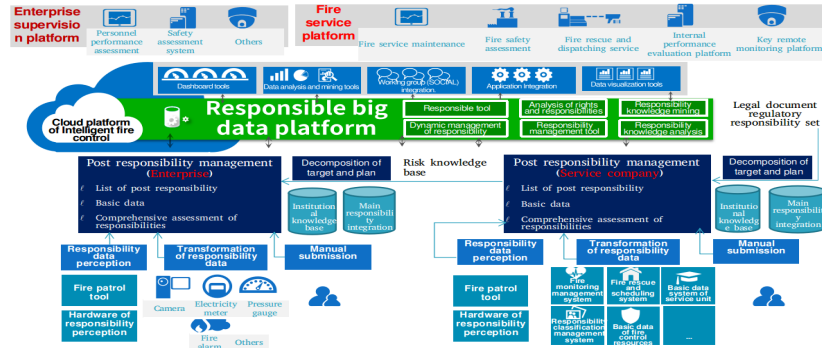 Enterprise
supervisio
n platform
Personnel
performance
assessment
Safety
assessment
system
Others
Fire
service
platform
Fire service maintenance
Fire safety
assessment
Fire rescue and
dispatching service
Internal
performance
evaluation platform
Key remote
monitoring platform
Dashboard tools
Data analysis and mining tools
Working group (SOCIAL)
integration.
Application Integration
Data visualization tools
Cloud platform
of Intelligent fire
control
Responsible big
data platform
Responsible tool
Analysis of rights
and responsibilities
Responsibility
knowledge mining
Dynamic management
of responsibility
Responsibility
management tool
Responsibility
knowledge analysis
Legal document
regulatory
responsibility set
Post responsibility management
(Enterprise)
ℓ List of post responsibility
ℓ Basic data
ℓ Comprehensive assessment of
responsibilities
Decomposition of
target and plan
Risk knowledge
base
Institution
al knowledge
base
Main
responsibili
ty
integration
Post responsibility management
(Service company)
ℓ List of post responsibility
ℓ Basic data
ℓ Comprehensive assessment of
responsibilities
Decomposition of
target and plan
Institution
al knowledg
e base
Main
responsibilit
y
integration
Responsibility
data perception
Transformation of
responsibility data
Manual
submission
Responsibility
data
perception
Transformation of
responsibility data
Manual
submission
Fire patrol
tool
Hardware of
responsibility
perception
Camera
Electricity
meter
Pressure
gauge
Fire
alarm
Others
Fire patrol
tool
Hardware of
responsibility
perception
Fire
monitoring
management
system
Fire rescue
and
scheduling
system
Basic data
system of
service unit
Responsibility
classification
management
system
Basic data
of fire
control
resources
...